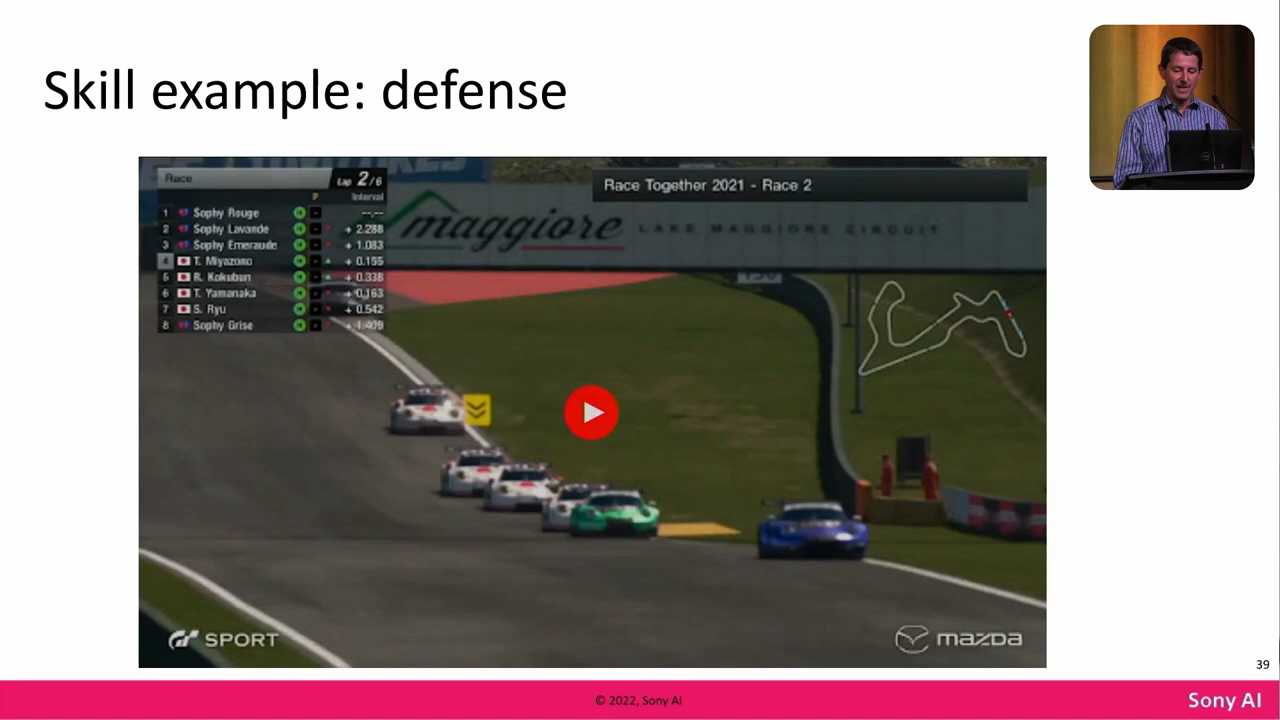 Skill example: defense
Race Lap 2/6
P Interval
1 Sophy Rouge --.--
2 Sophy Lavande + 2.288
3 Sophy Emeraude + 1.083
4 T. Miyazono + 0.155
5 R. Kokubun + 0.338
6 T. Yamanaka + 0.163
7 S. Ryu + 0.542
8 Sophy Grise + 1.409
Race Together 2021 - Race 2
maggiore LAKE MAGGIORE CIRCUIT
150
GT SPORT
mazda
39
© 2022, Sony AI
Sony AI